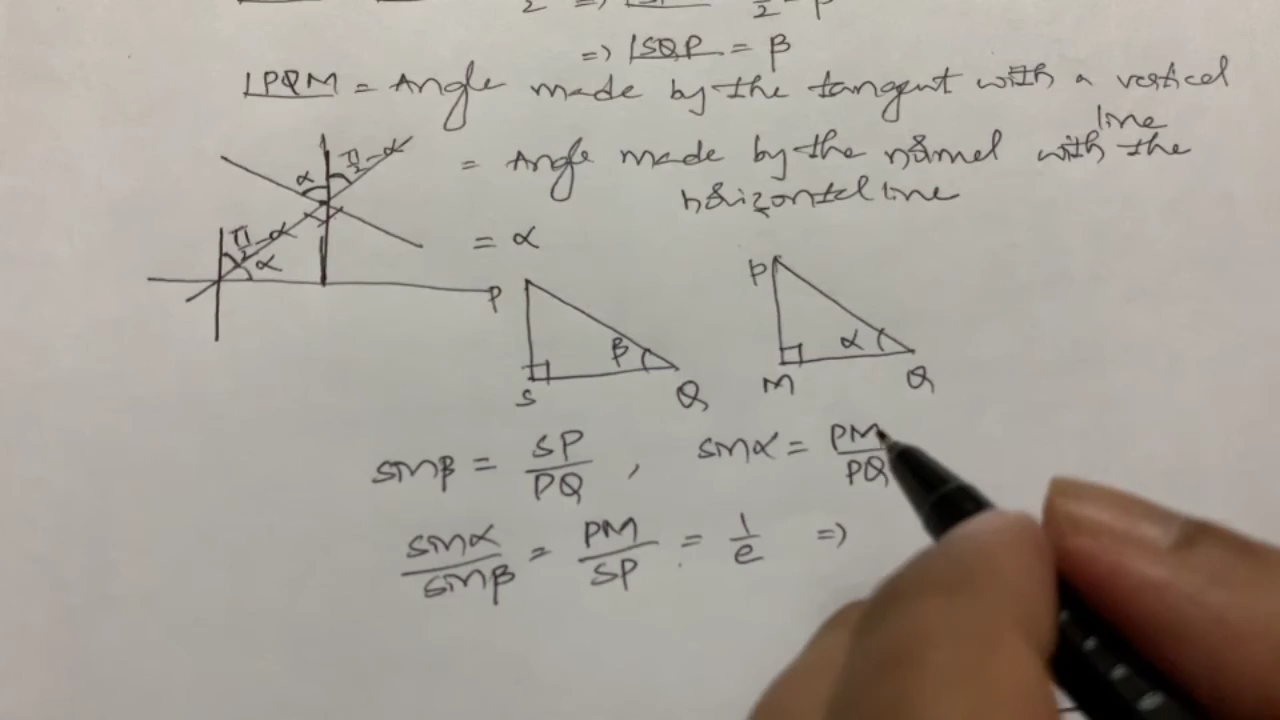 => ∠SQP = β
∠PQM = Angle made by the tangent with a vertical
line
= Angle made by the normal with the
horizontal line
= α
α π/2-α
π/2-α
α
P
β
S Q
P
α
M Q
sinβ = SP/PQ , sinα = PM/PQ
sinα/sinβ = PM/SP = 1/e =>